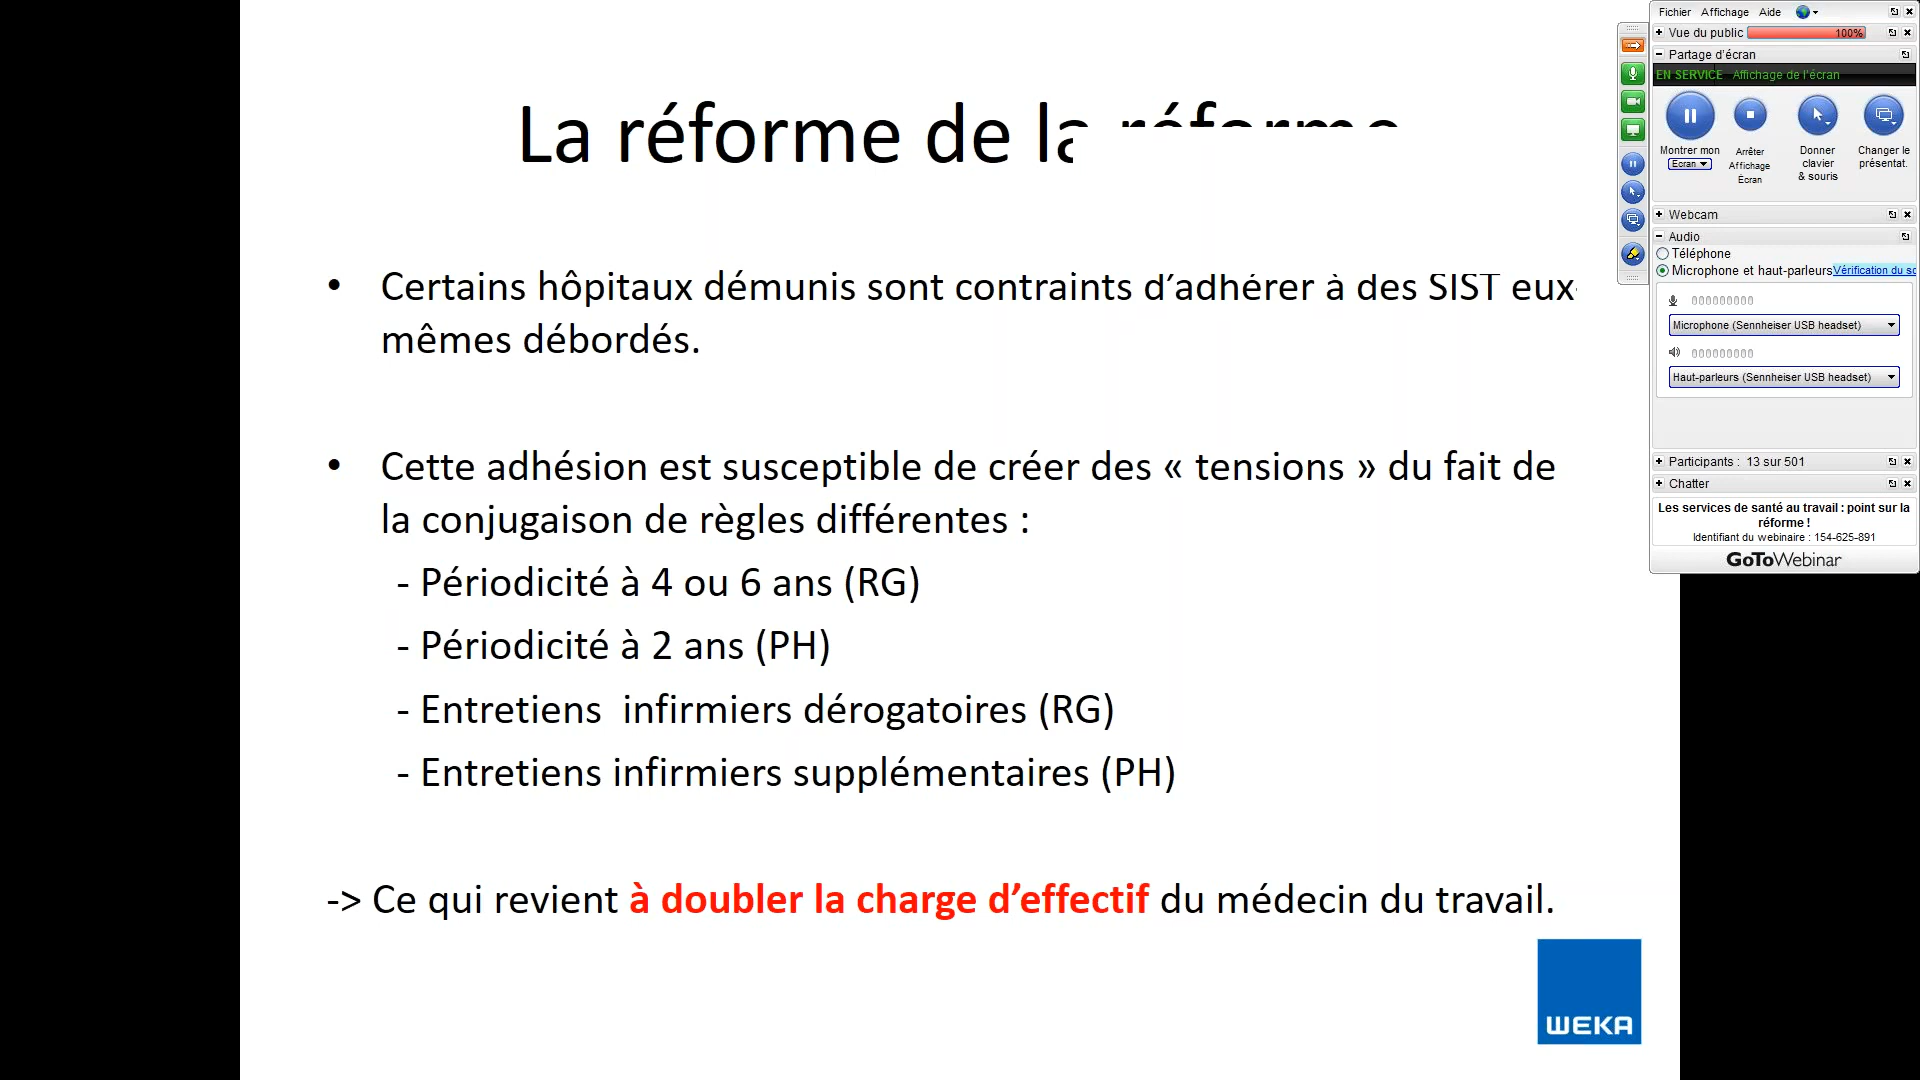 La réforme de la réforme
• Certains hôpitaux démunis sont contraints d’adhérer à des SIST eux-
mêmes débordés.
• Cette adhésion est susceptible de créer des « tensions » du fait de
la conjugaison de règles différentes :
- Périodicité à 4 ou 6 ans (RG)
- Périodicité à 2 ans (PH)
- Entretiens  infirmiers dérogatoires (RG)
- Entretiens infirmiers supplémentaires (PH)
-> Ce qui revient à doubler la charge d’effectif du médecin du travail.
WEKA
Fichier Affichage Aide
Vue du public 100%
Partage d'écran
EN SERVICE Affichage de l'écran
Montrer mon
Ecran
Arrêter
Affichage
Écran
Donner
clavier
& souris
Changer le
présentat.
Webcam
Audio
Téléphone
Microphone et haut-parleurs Vérification du so
000000000
Microphone (Sennheiser USB headset)
000000000
Haut-parleurs (Sennheiser USB headset)
Participants : 13 sur 501
Chatter
Les services de santé au travail : point sur la
réforme !
Identifiant du webinaire : 154-625-891
GoToWebinar